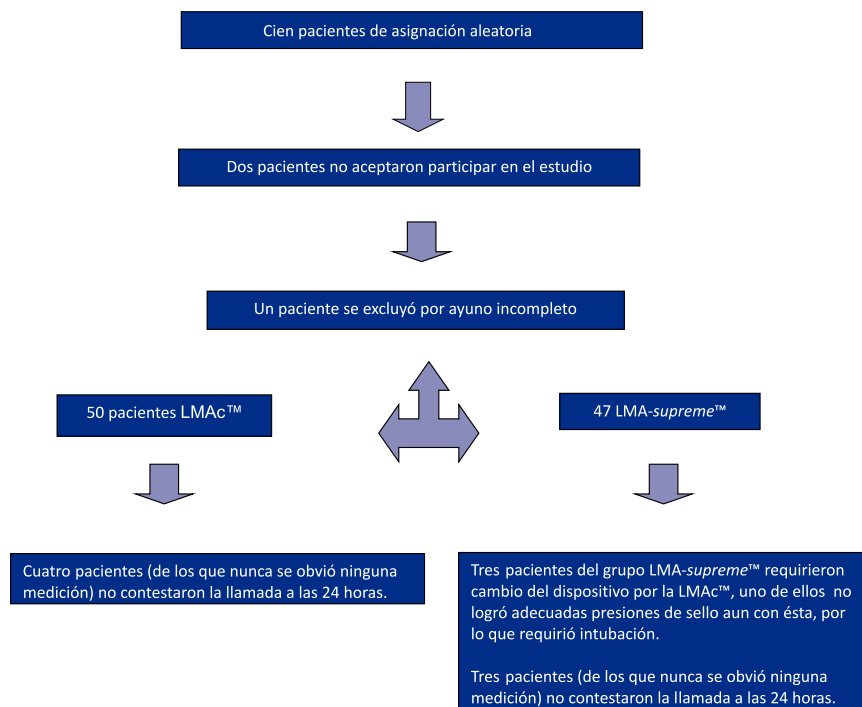 Cien pacientes de asignación aleatoria
Dos pacientes no aceptaron participar en el estudio
Un paciente se excluyó por ayuno incompleto
50 pacientes LMAc™
47 LMA-supreme™
Cuatro pacientes (de los que nunca se obvió ninguna
medición) no contestaron la llamada a las 24 horas.
Tres pacientes del grupo LMA-supreme™ requirieron
cambio del dispositivo por la LMAc™, uno de ellos no
logró adecuadas presiones de sello aun con ésta, por
lo que requirió intubación.
Tres pacientes (de los que nunca se obvió ninguna
medición) no contestaron la llamada a las 24 horas.